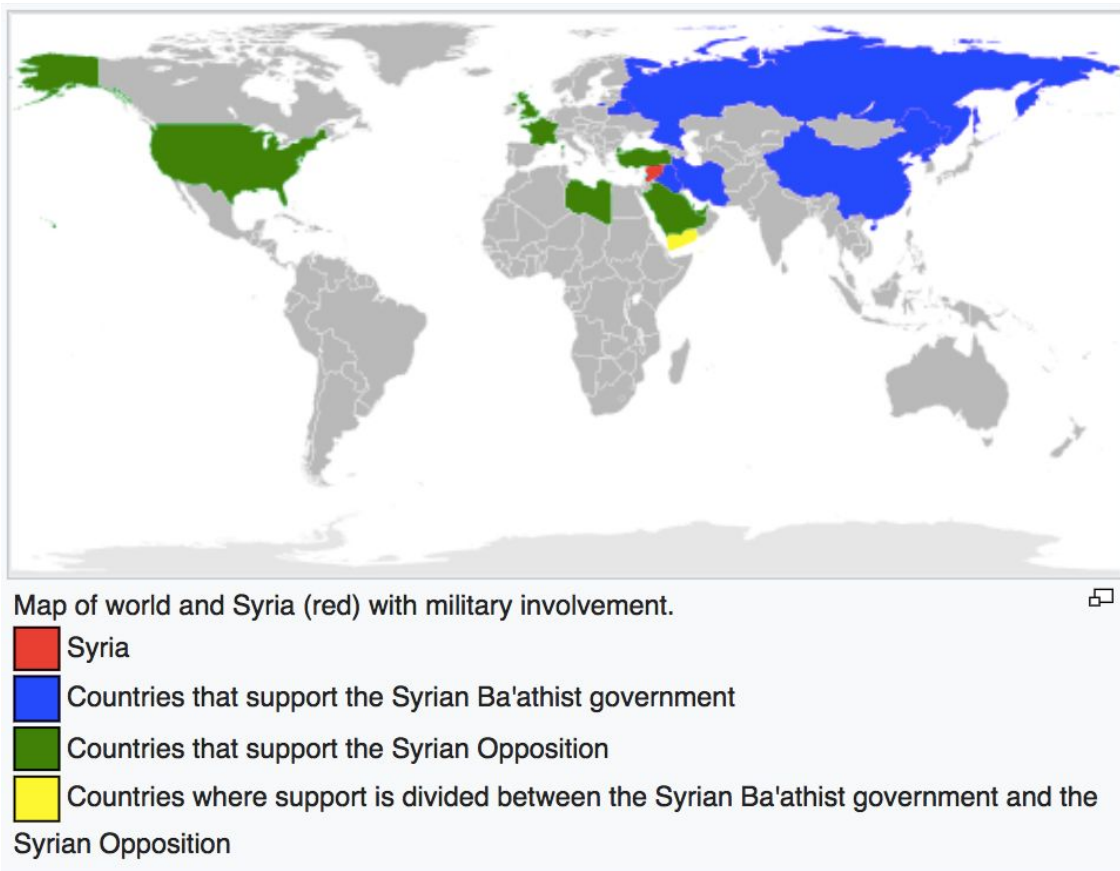 Map of world and Syria (red) with military involvement.
Syria
Countries that support the Syrian Ba'athist government
Countries that support the Syrian Opposition
Countries where support is divided between the Syrian Ba'athist government and the
Syrian Opposition